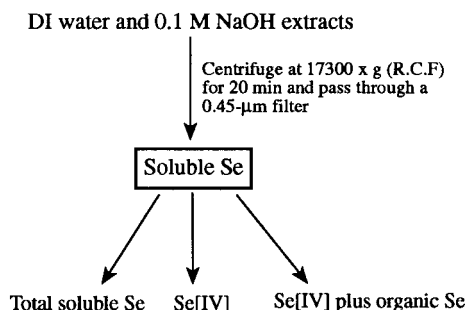 DI water and 0.1 M NaOH extracts
Centrifuge at 17300 x g (R.C.F)
for 20 min and pass through a
0.45-μm filter
Soluble Se
Total soluble Se Se[IV] Se[IV] plus organic Se